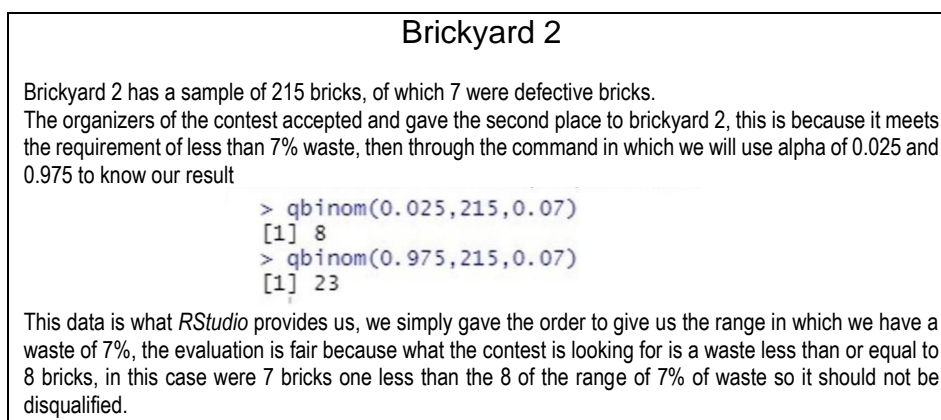 Brickyard 2
Brickyard 2 has a sample of 215 bricks, of which 7 were defective bricks.
The organizers of the contest accepted and gave the second place to brickyard 2, this is because it meets
the requirement of less than 7% waste, then through the command in which we will use alpha of 0.025 and
0.975 to know our result
> qbinom(0.025,215,0.07)
[1] 8
> qbinom(0.975,215,0.07)
[1] 23
This data is what RStudio provides us, we simply gave the order to give us the range in which we have a
waste of 7%, the evaluation is fair because what the contest is looking for is a waste less than or equal to
8 bricks, in this case were 7 bricks one less than the 8 of the range of 7% of waste so it should not be
disqualified.